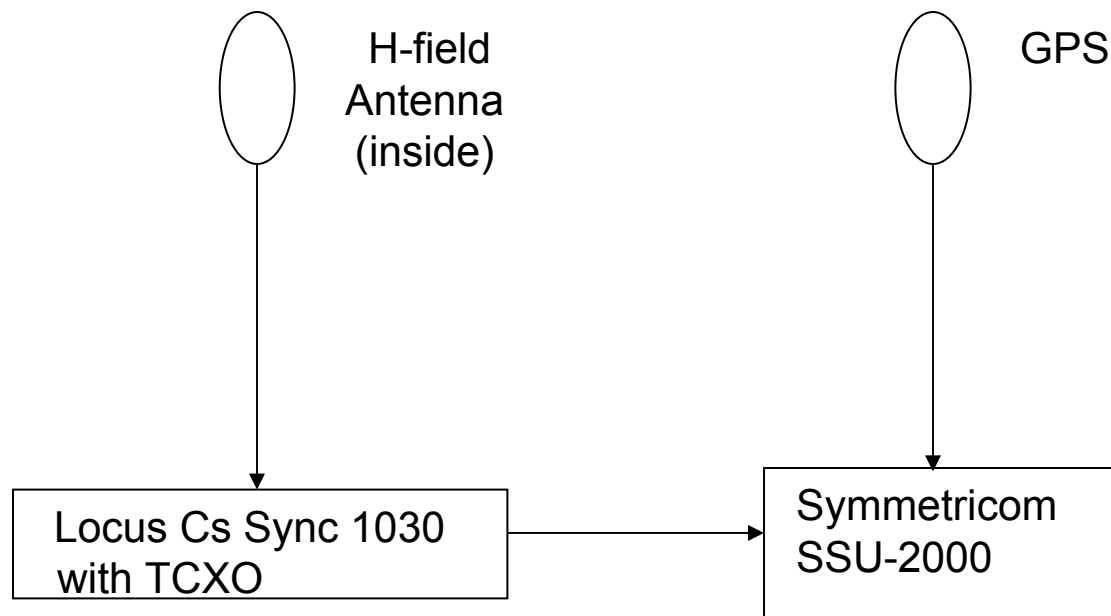 H-field
Antenna
(inside)
GPS
Locus Cs Sync 1030
with TCXO
Symmetricom
SSU-2000